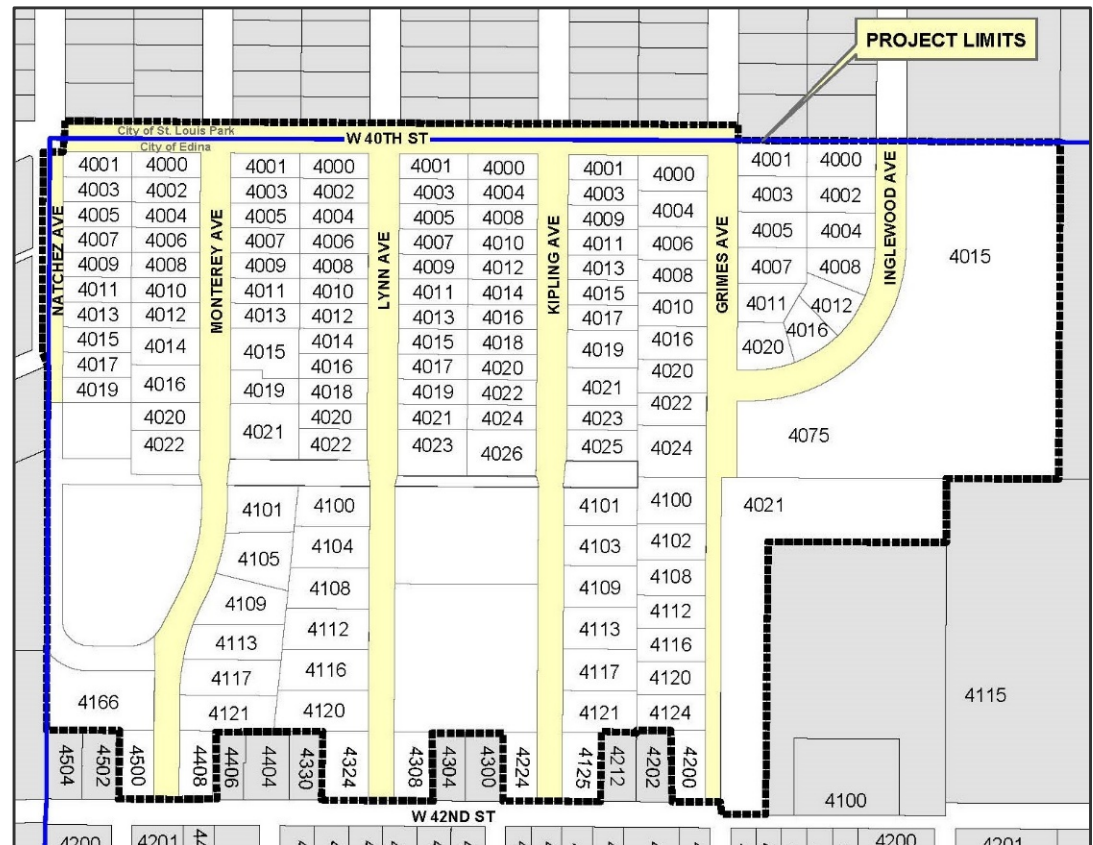 PROJECT LIMITS
City of St. Louis Park
W 40TH ST
City of Edina
4001 4000 4001 4000 4001 4000 4001 4000 4001 4000
4003 4002 4003 4002 4003 4004 4003 4004 4003 4002
4005 4004 4005 4004 4005 4008 4009 4006 4005 4004
4007 4006 4007 4006 4007 4010 4011 4008 4007 4008
4009 4008 4009 4008 4009 4012 4013 4010 4011 4012
4011 4010 4011 4010 4011 4014 4015 4016 4020 4016
4013 4012 4013 4012 4013 4016 4017 4020
4015 4014 4015 4014 4015 4018 4019 4022
4017 4016 4019 4016 4017 4020 4021 4024
4019 4020 4021 4018 4019 4022 4023
4022 4020 4021 4024 4025
4022 4023 4026
NATCHEZ AVE
MONTEREY AVE
LYNN AVE
KIPLING AVE
GRIMES AVE
INGLEWOOD AVE
4015
4075
4021
4101 4100 4101 4100
4105 4104 4103 4102
4109 4108 4109 4108
4113 4112 4113 4112
4117 4116 4117 4116
4121 4120 4121 4120
4124
4166
4115
4100
4504 4502 4500 4408 4406 4404 4330 4324 4308 4304 4300 4224 4125 4212 4202 4200
W 42ND ST
4200 4201 4200 4201